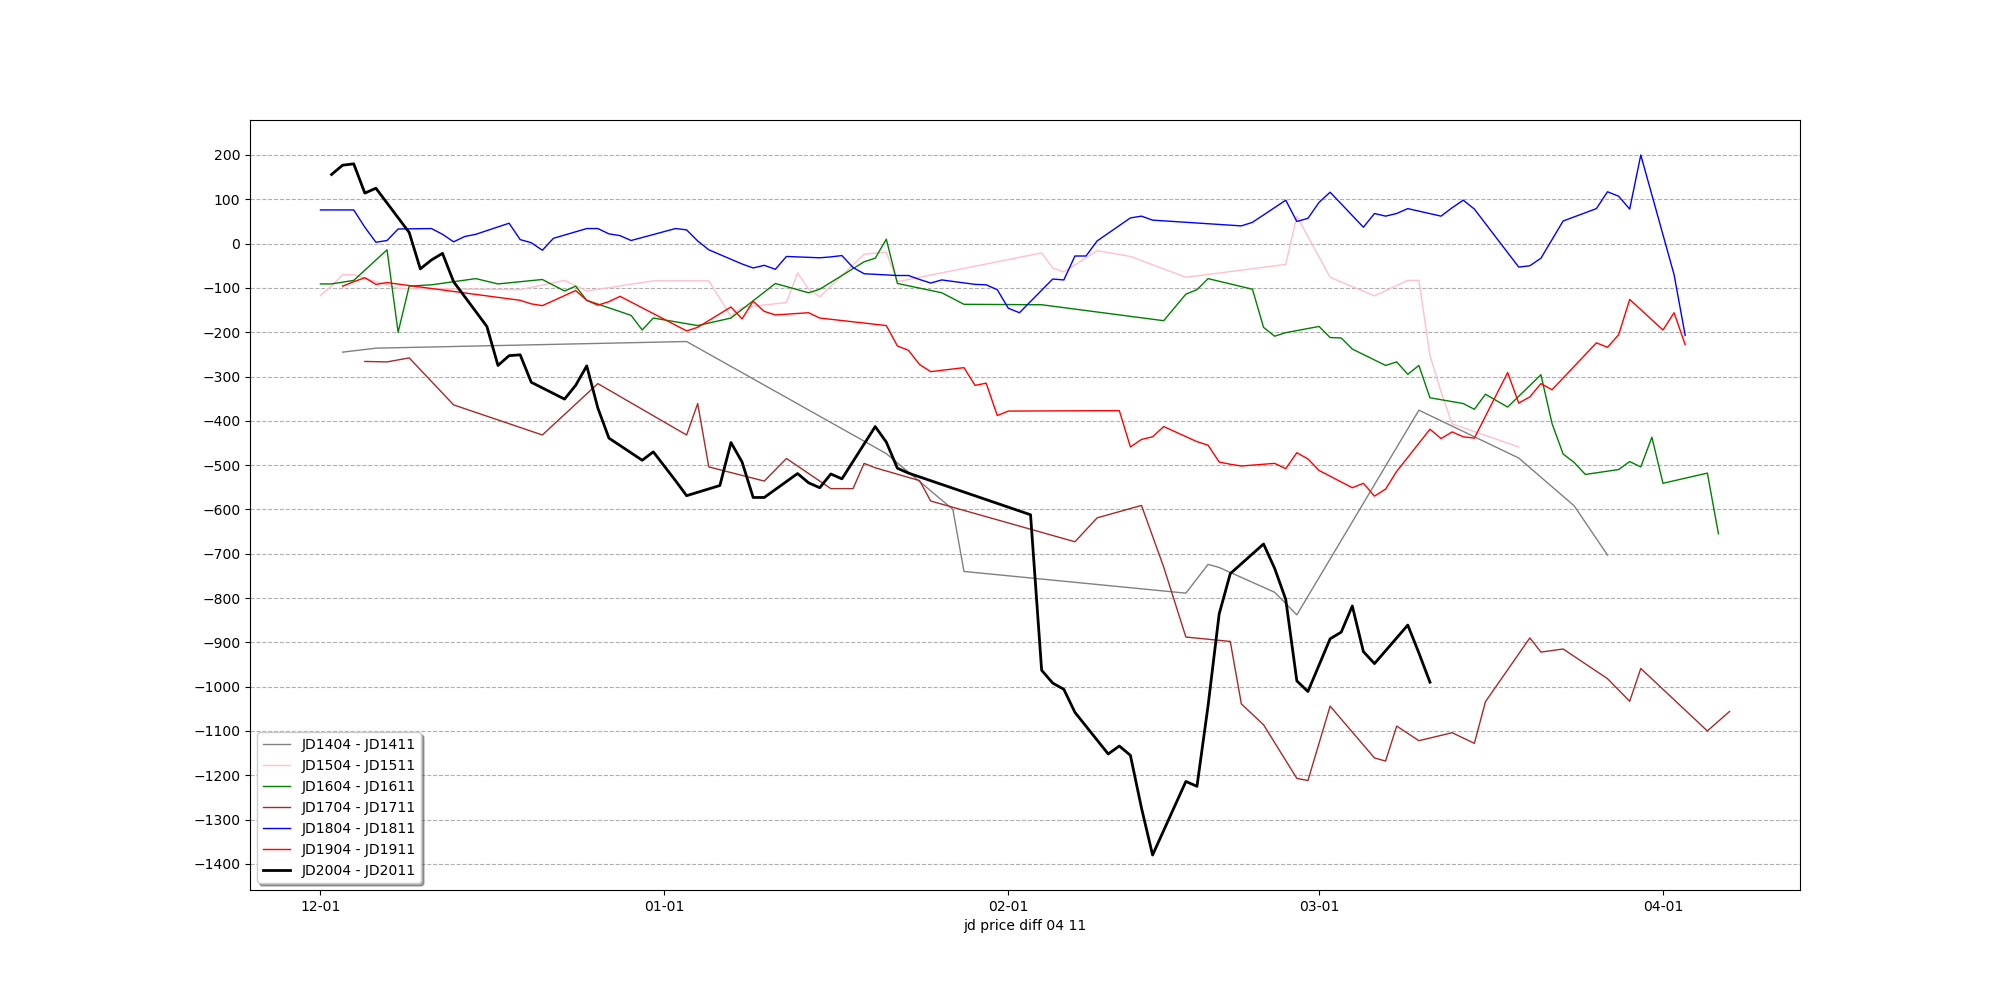 200
100
0
−100
−200
−300
−400
−500
−600
−700
−800
−900
−1000
−1100
−1200
−1300
−1400
JD1404 - JD1411
JD1504 - JD1511
JD1604 - JD1611
JD1704 - JD1711
JD1804 - JD1811
JD1904 - JD1911
JD2004 - JD2011
12-01 01-01 02-01 03-01 04-01
jd price diff 04 11